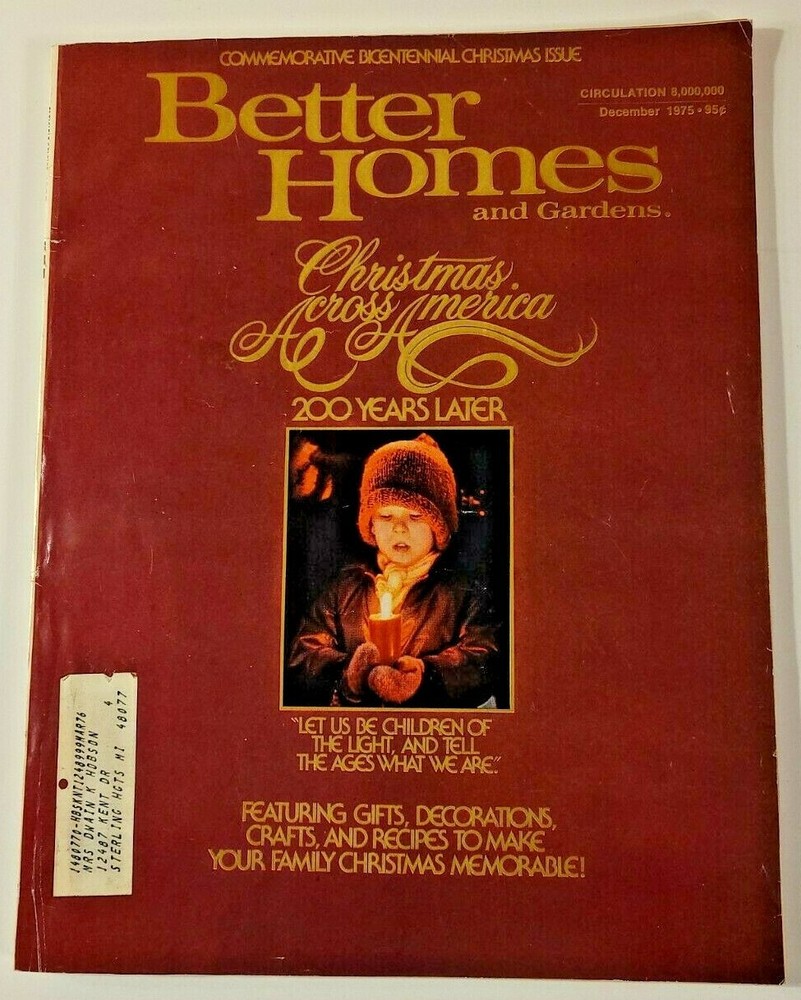 COMMEMORATIVE BICENTENNIAL CHRISTMAS ISSUE
Better
Homes
and Gardens.
CIRCULATION 8,000,000
December 1975 • 95¢
Christmas
Across America
200 YEARS LATER
"LET US BE CHILDREN OF
THE LIGHT, AND TELL
THE AGES WHAT WE ARE."
FEATURING GIFTS, DECORATIONS,
CRAFTS, AND RECIPES TO MAKE
YOUR FAMILY CHRISTMAS MEMORABLE!
1480770-HBSKNT1248999MAR76
MRS DWAIN K HOBSON 4
12487 KENT DR
STERLING HGTS MI 48077